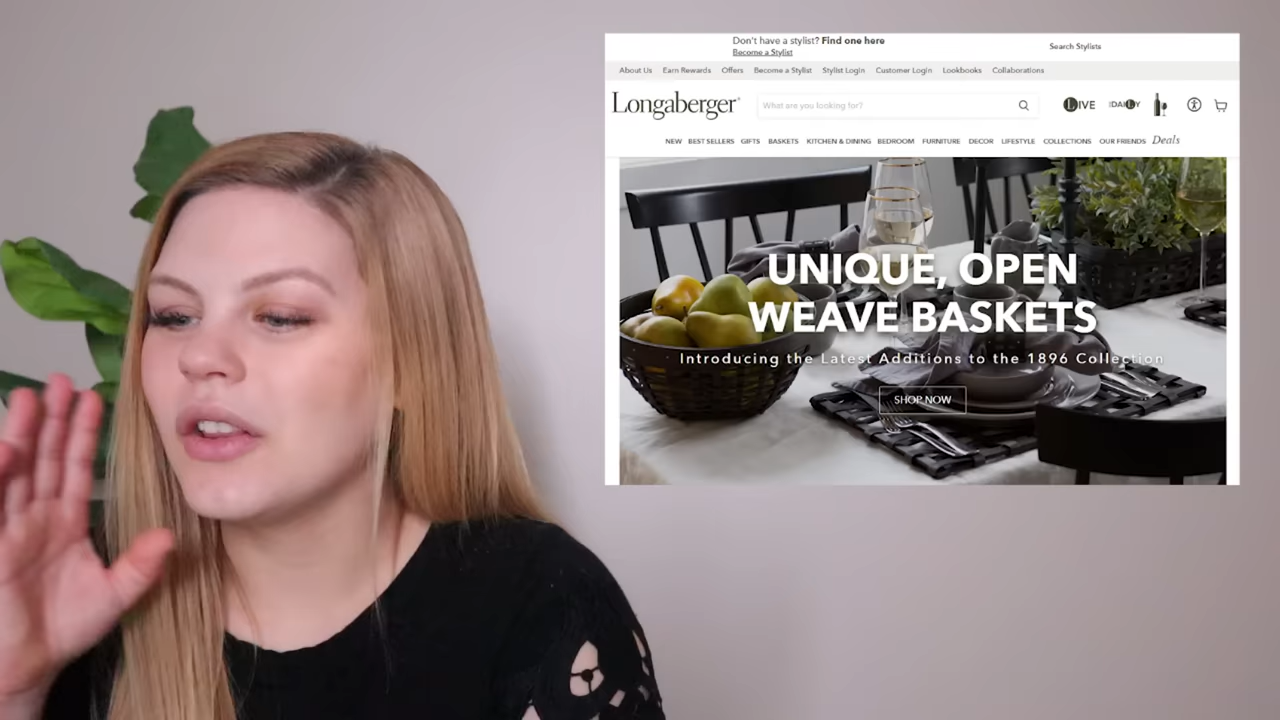 Don't have a stylist? Find one here
Become a Stylist
Search Stylists
About Us Earn Rewards Offers Become a Stylist Stylist Login Customer Login Lookbooks Collaborations
Longaberger®
What are you looking for?
LIVE
THE DAILY
NEW BEST SELLERS GIFTS BASKETS KITCHEN & DINING BEDROOM FURNITURE DECOR LIFESTYLE COLLECTIONS OUR FRIENDS Deals
UNIQUE, OPEN
WEAVE BASKETS
Introducing the Latest Additions to the 1896 Collection
SHOP NOW